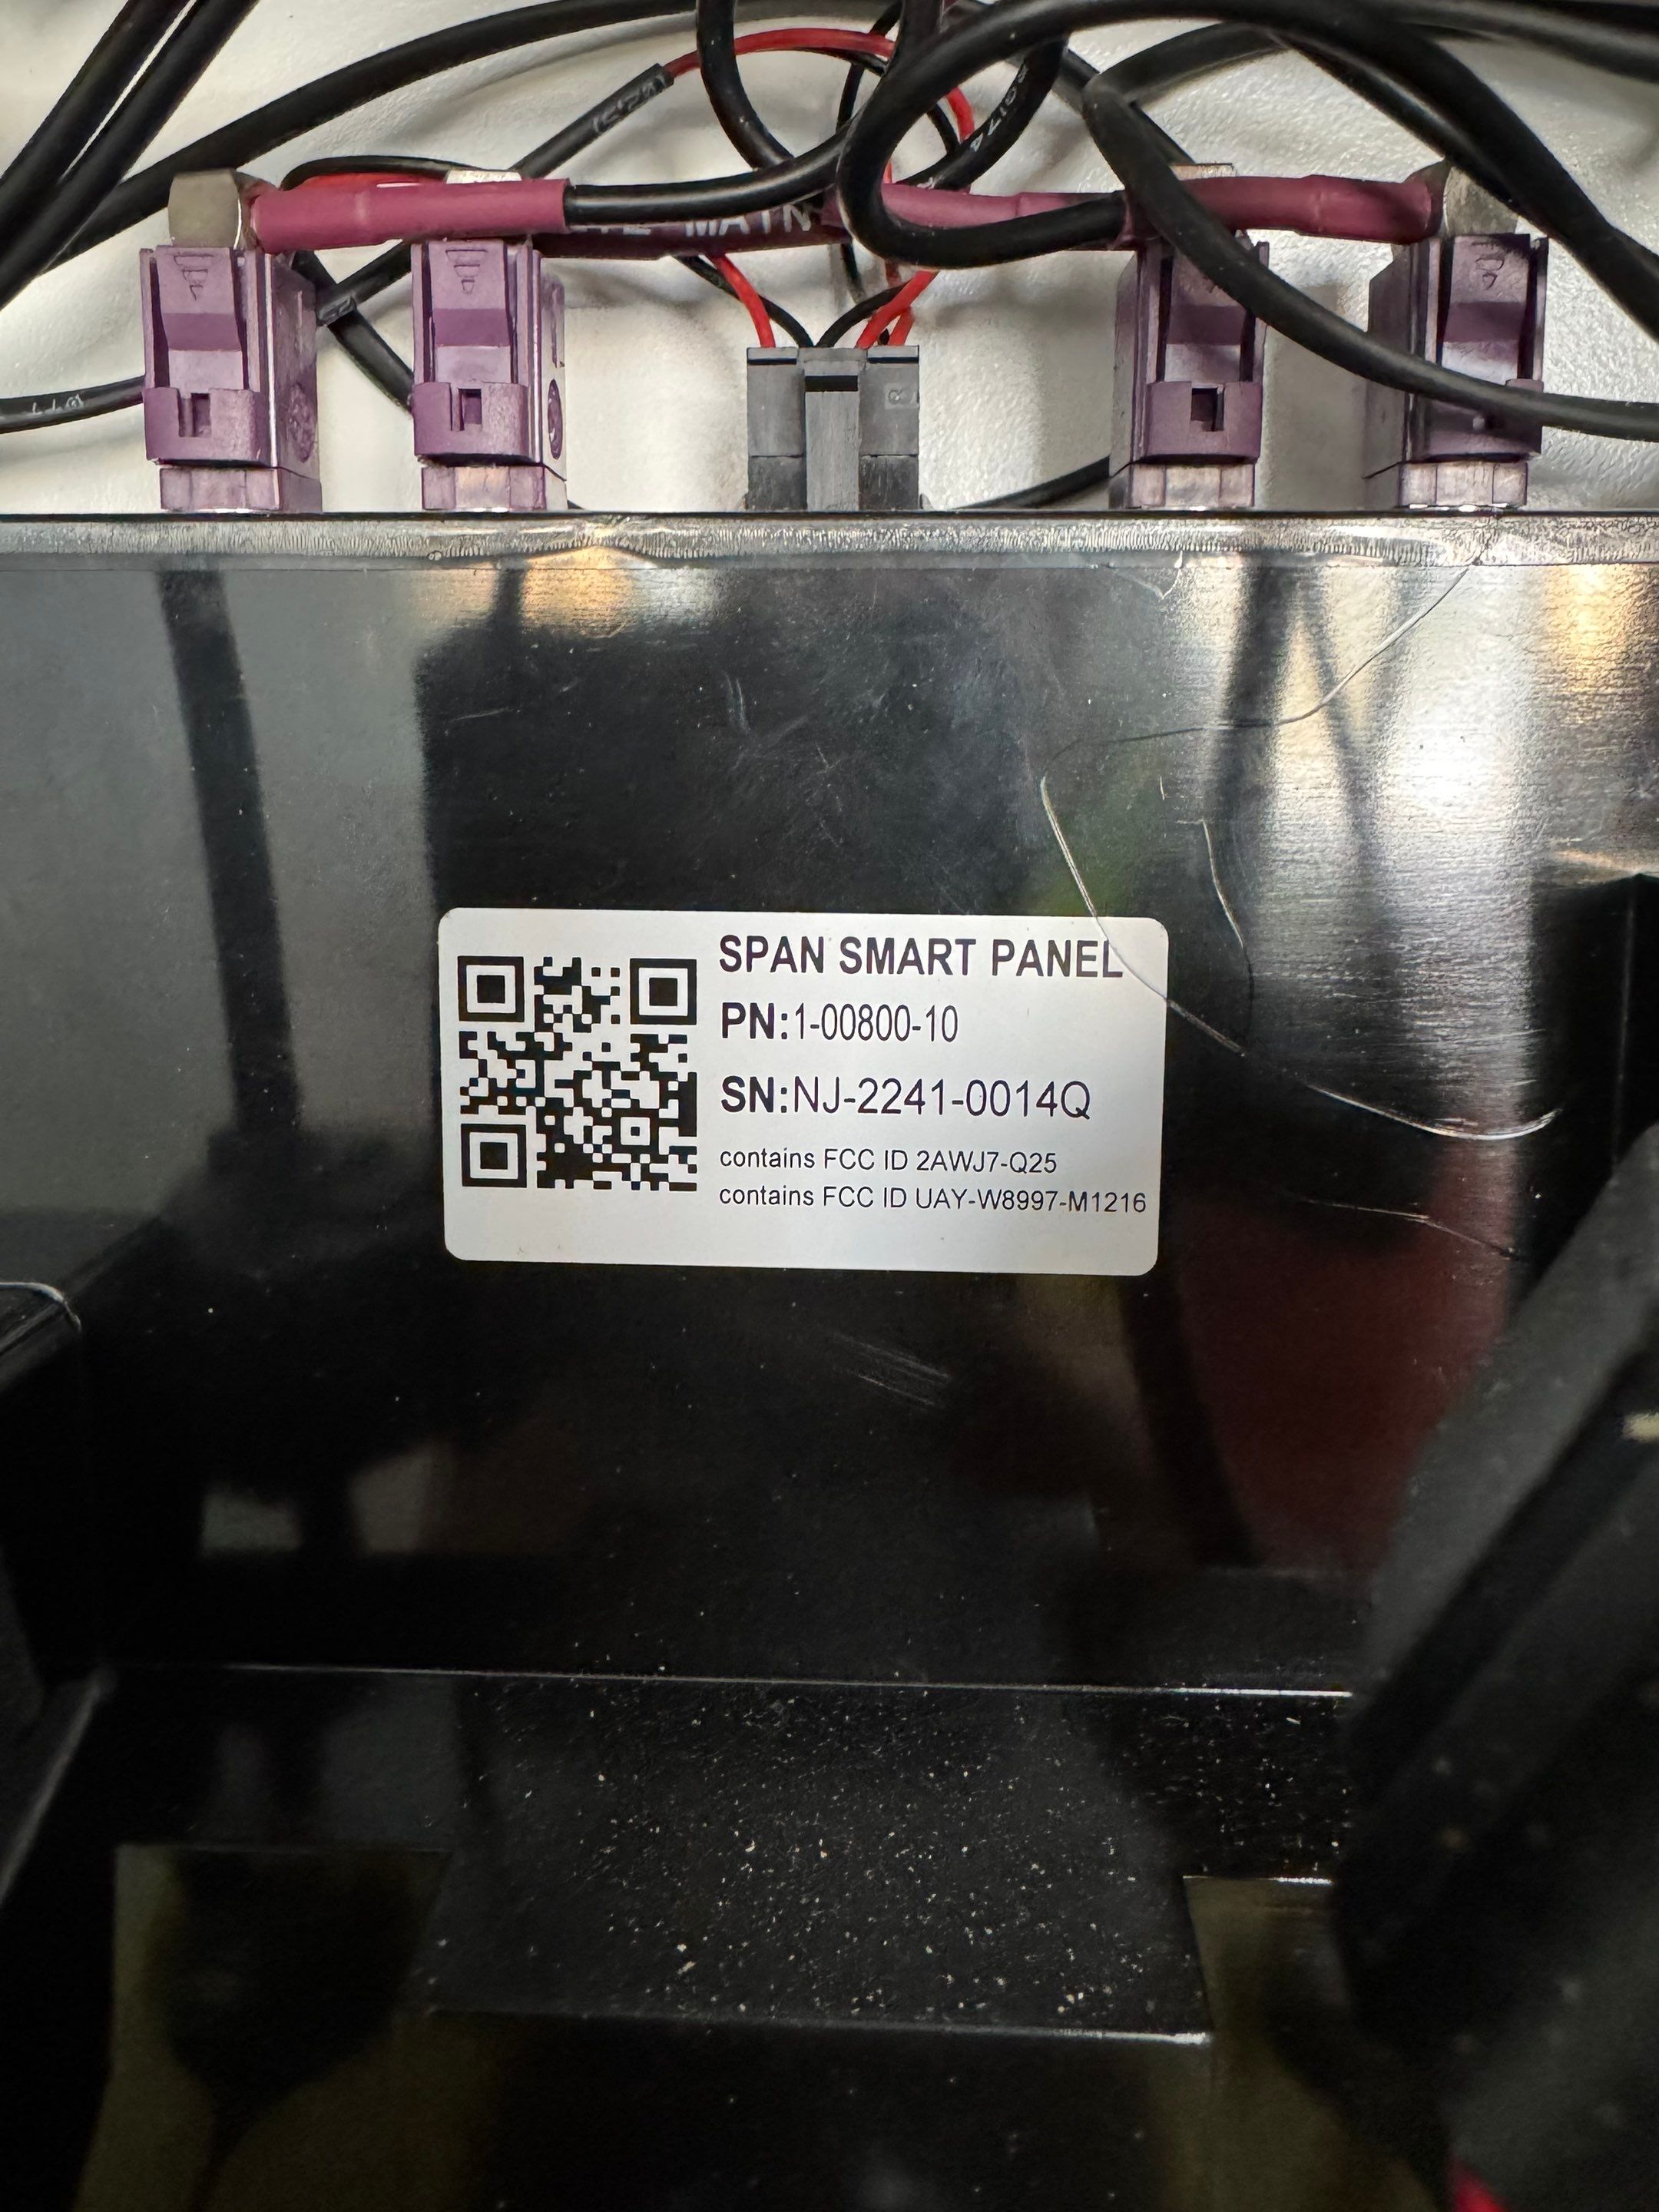 MAIN
SPAN SMART PANEL
PN:1-00800-10
SN:NJ-2241-0014Q
contains FCC ID 2AWJ7-Q25
contains FCC ID UAY-W8997-M1216